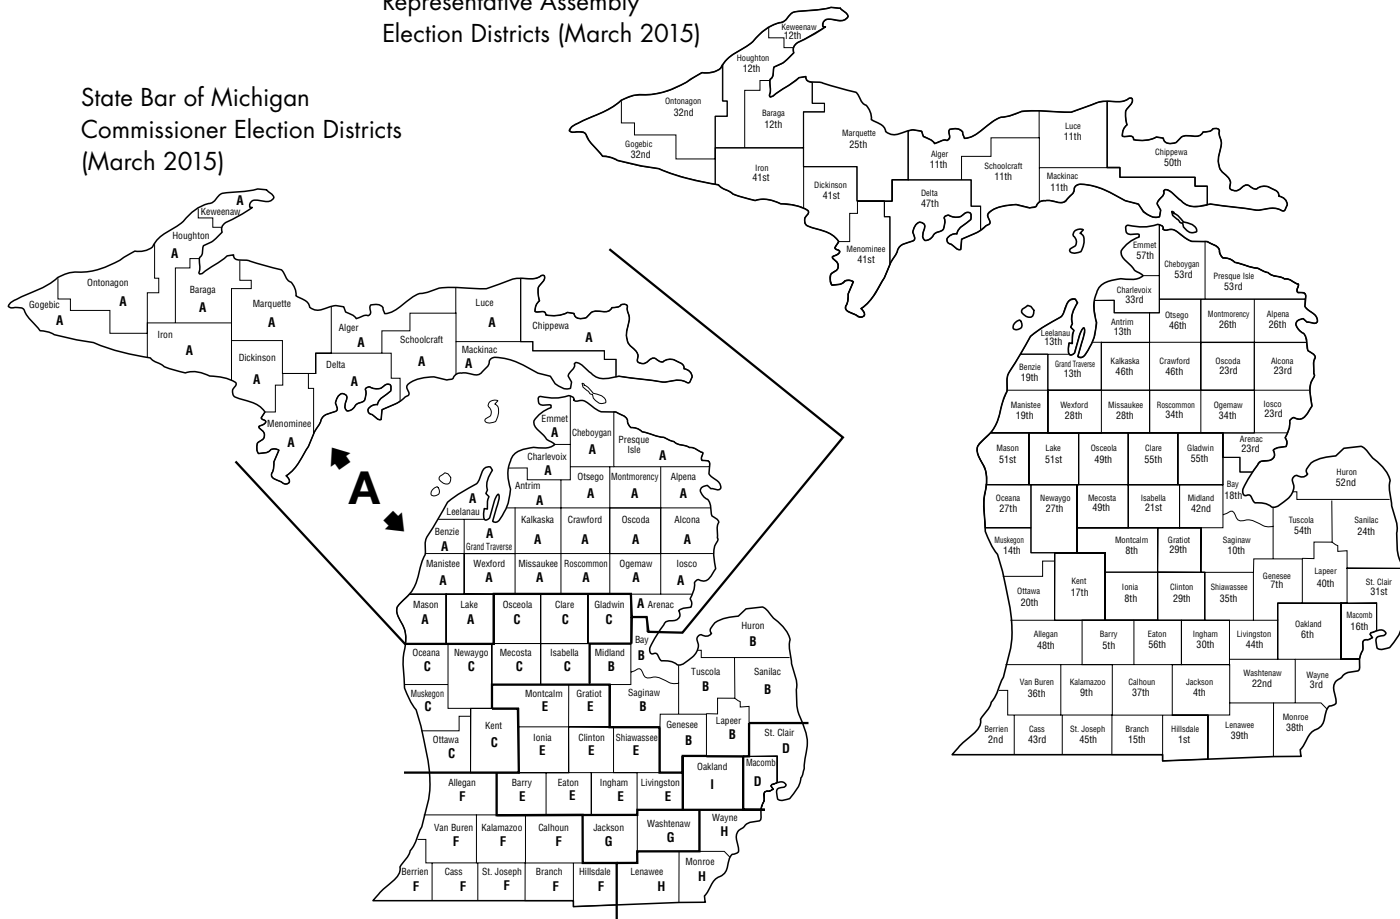 Representative Assembly
Election Districts (March 2015)
State Bar of Michigan
Commissioner Election Districts
(March 2015)
Keweenaw
A
Houghton
A
Ontonagon
A
Gogebic
A
Baraga
A
Marquette
A
Iron
A
Dickinson
A
Menominee
A
Alger
A
Delta
A
Schoolcraft
A
Luce
A
Mackinac
A
Chippewa
A
A
Emmet
A
Cheboygan
A
Presque
Isle
A
Charlevoix
A
Antrim
A
Otsego
A
Montmorency
A
Alpena
A
A
Leelanau
Benzie
A
A
Grand Traverse
Kalkaska
A
Crawford
A
Oscoda
A
Alcona
A
Manistee
A
Wexford
A
Missaukee
A
Roscommon
A
Ogemaw
A
Iosco
A
Mason
A
Lake
A
Osceola
C
Clare
C
Gladwin
C
A Arenac
Oceana
C
Newaygo
C
Mecosta
C
Isabella
C
Midland
B
Bay
B
Huron
B
Muskegon
C
Montcalm
E
Gratiot
E
Saginaw
B
Tuscola
B
Sanilac
B
Ottawa
C
Kent
C
Ionia
E
Clinton
E
Shiawassee
E
Genesee
B
Lapeer
B
St. Clair
D
Allegan
F
Barry
E
Eaton
E
Ingham
E
Livingston
E
Oakland
I
Macomb
D
Van Buren
F
Kalamazoo
F
Calhoun
F
Jackson
G
Washtenaw
G
Wayne
H
Berrien
F
Cass
F
St. Joseph
F
Branch
F
Hillsdale
F
Lenawee
H
Monroe
H
Keweenaw
12th
Houghton
12th
Ontonagon
32nd
Gogebic
32nd
Baraga
12th
Marquette
25th
Iron
41st
Dickinson
41st
Menominee
41st
Alger
11th
Delta
47th
Schoolcraft
11th
Luce
11th
Mackinac
11th
Chippewa
50th
Emmet
57th
Cheboygan
53rd
Presque Isle
53rd
Charlevoix
33rd
Antrim
13th
Otsego
46th
Montmorency
26th
Alpena
26th
Leelanau
13th
Benzie
19th
Grand Traverse
13th
Kalkaska
46th
Crawford
46th
Oscoda
23rd
Alcona
23rd
Manistee
19th
Wexford
28th
Missaukee
28th
Roscommon
34th
Ogemaw
34th
Iosco
23rd
Mason
51st
Lake
51st
Osceola
49th
Clare
55th
Gladwin
55th
Arenac
23rd
Oceana
27th
Newaygo
27th
Mecosta
49th
Isabella
21st
Midland
42nd
Bay
18th
Huron
52nd
Muskegon
14th
Montcalm
8th
Gratiot
29th
Saginaw
10th
Tuscola
54th
Sanilac
24th
Ottawa
20th
Kent
17th
Ionia
8th
Clinton
29th
Shiawassee
35th
Genesee
7th
Lapeer
40th
St. Clair
31st
Allegan
48th
Barry
5th
Eaton
56th
Ingham
30th
Livingston
44th
Oakland
6th
Macomb
16th
Van Buren
36th
Kalamazoo
9th
Calhoun
37th
Jackson
4th
Washtenaw
22nd
Wayne
3rd
Berrien
2nd
Cass
43rd
St. Joseph
45th
Branch
15th
Hillsdale
1st
Lenawee
39th
Monroe
38th